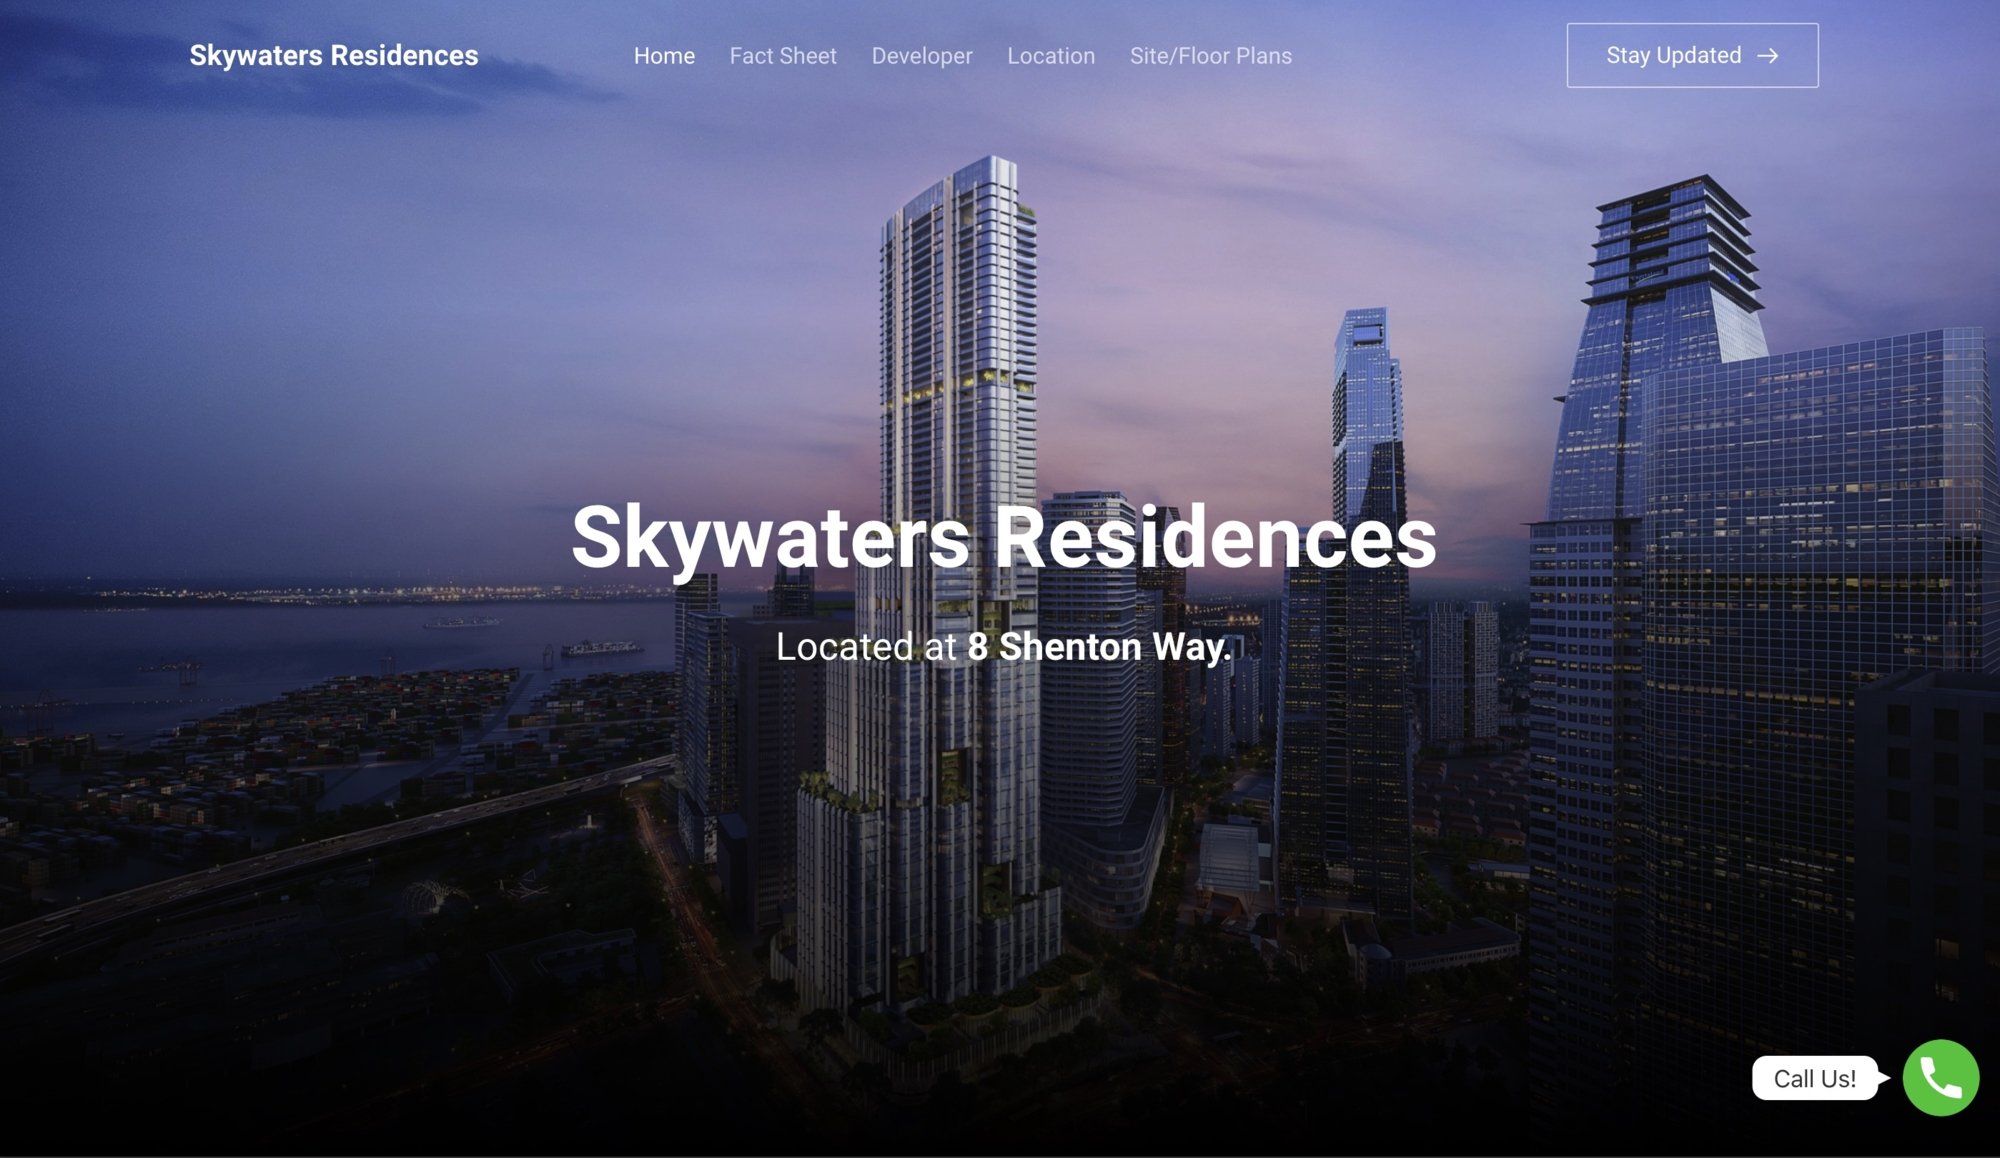 Skywaters Residences
Home Fact Sheet Developer Location Site/Floor Plans
Stay Updated →
Skywaters Residences
Located at 8 Shenton Way.
Call Us!